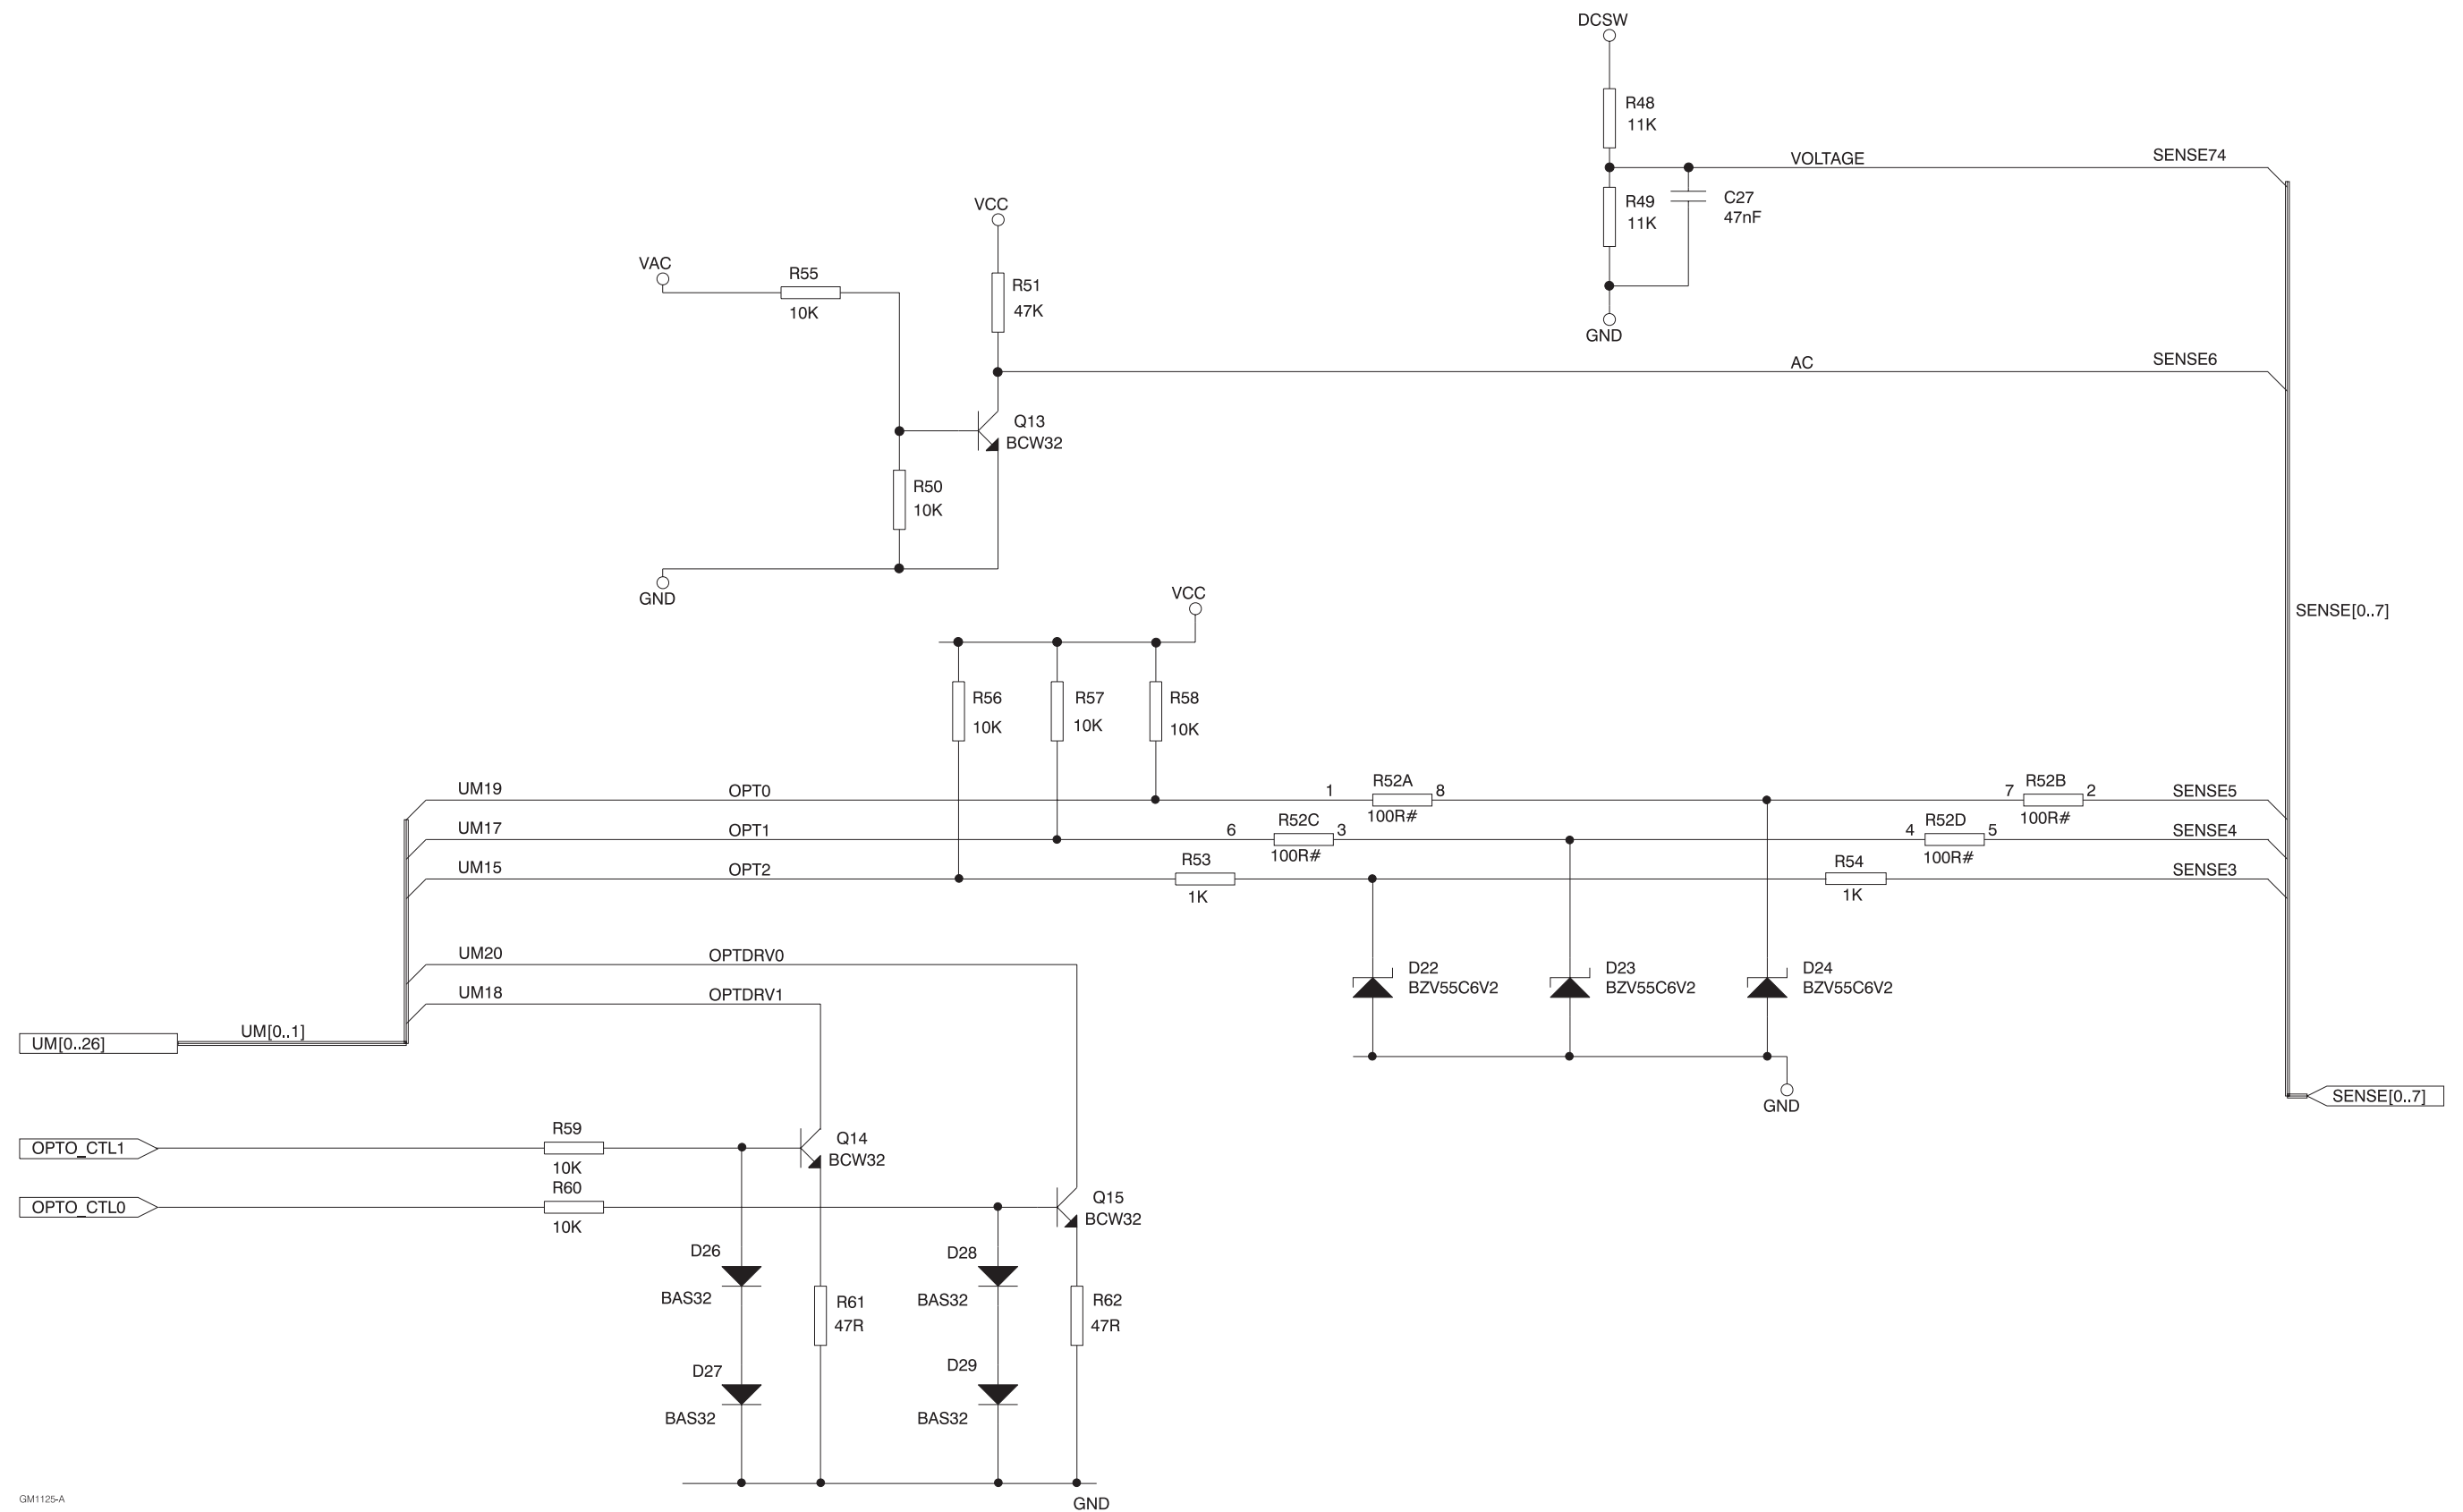 DCSW
R48
11K
VOLTAGE
SENSE74
R49
11K
C27
47nF
VCC
VAC
R55
10K
R51
47K
GND
AC
SENSE6
Q13
BCW32
R50
10K
GND
VCC
SENSE[0..7]
R56
10K
R57
10K
R58
10K
UM19
OPT0
1
R52A
8
100R#
7
R52B
2
100R#
SENSE5
UM17
OPT1
6
R52C
3
100R#
4
R52D
5
100R#
SENSE4
UM15
OPT2
R53
1K
R54
1K
SENSE3
UM20
OPTDRV0
UM18
OPTDRV1
D22
BZV55C6V2
D23
BZV55C6V2
D24
BZV55C6V2
UM[0..26]
UM[0..1]
GND
SENSE[0..7]
OPTO_CTL1
R59
10K
Q14
BCW32
OPTO_CTL0
R60
10K
Q15
BCW32
D26
BAS32
D28
BAS32
R61
47R
R62
47R
D27
BAS32
D29
BAS32
GND
GM1125-A